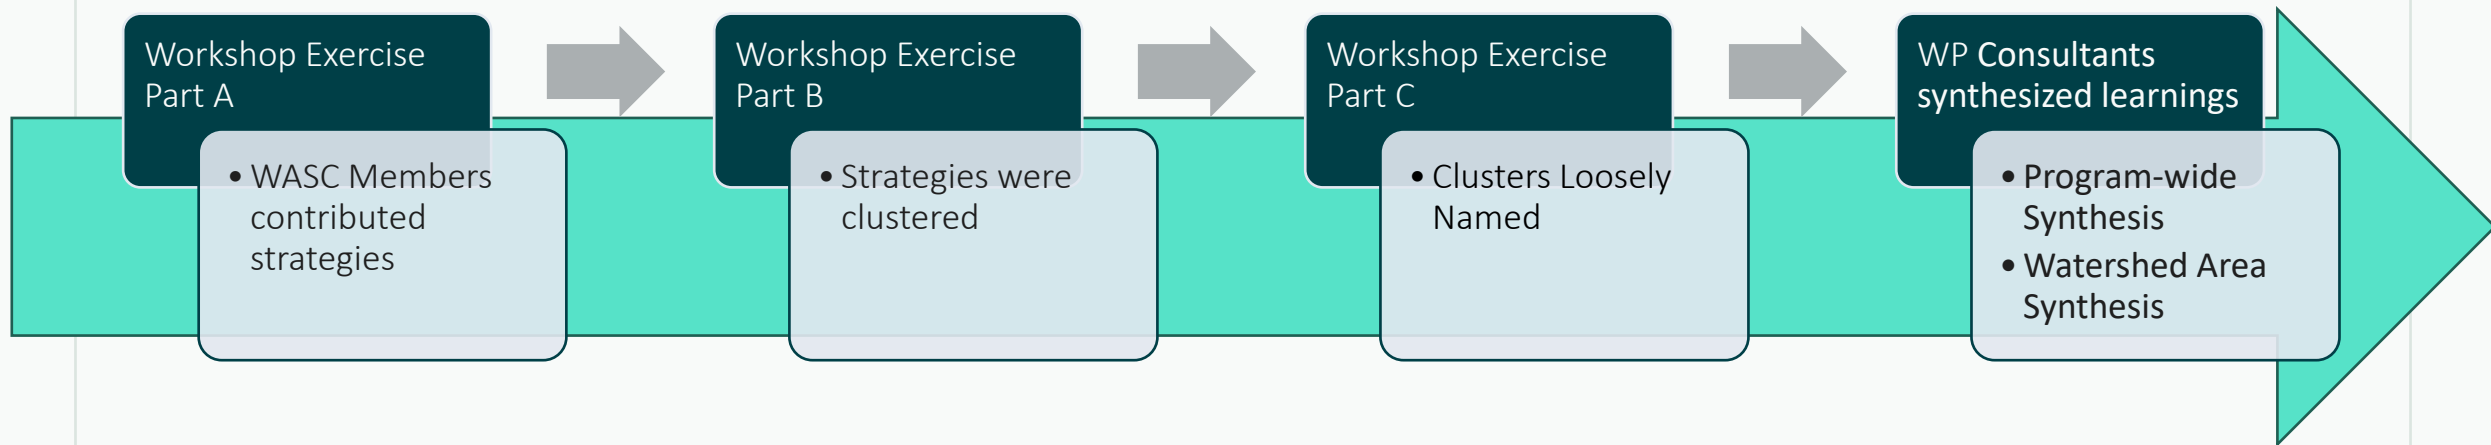 Workshop Exercise
Part A
• WASC Members
contributed
strategies
Workshop Exercise
Part B
• Strategies were
clustered
Workshop Exercise
Part C
• Clusters Loosely
Named
WP Consultants
synthesized learnings
• Program-wide
Synthesis
• Watershed Area
Synthesis